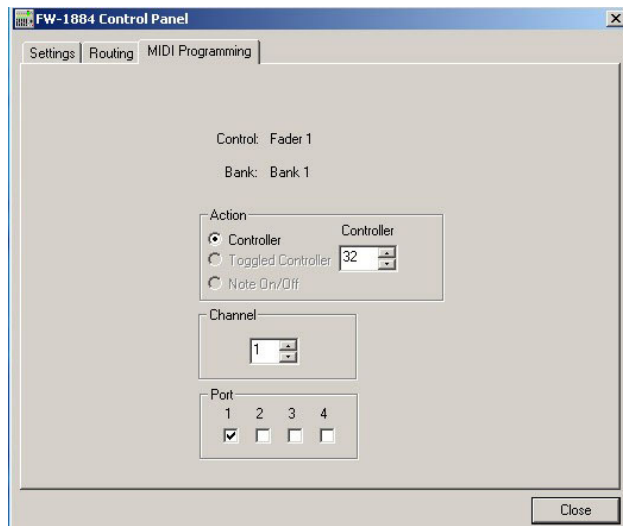 FW-1884 Control Panel
Settings Routing MIDI Programming
Control: Fader 1
Bank: Bank 1
Action
Controller Controller
Toggled Controller 32
Note On/Off
Channel
1
Port
1 2 3 4
Close